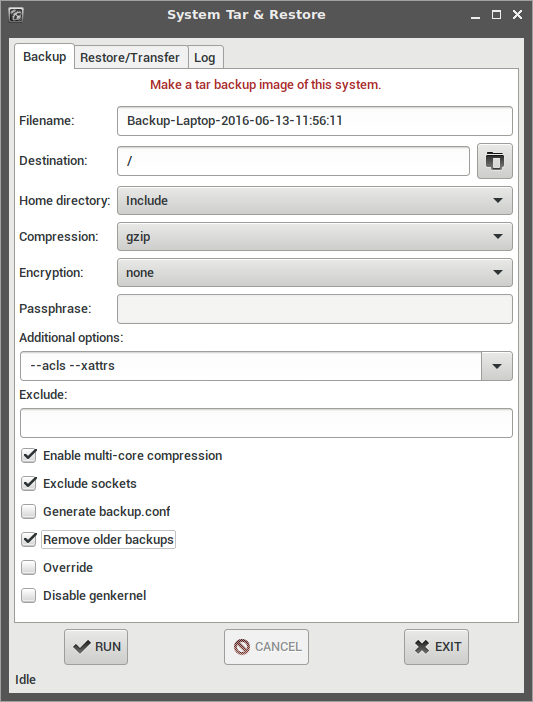 System Tar & Restore
Backup Restore/Transfer Log
Make a tar backup image of this system.
Filename: Backup-Laptop-2016-06-13-11:56:11
Destination: /
Home directory: Include
Compression: gzip
Encryption: none
Passphrase:
Additional options:
--acls --xattrs
Exclude:
Enable multi-core compression
Exclude sockets
Generate backup.conf
Remove older backups
Override
Disable genkernel
RUN CANCEL EXIT
Idle